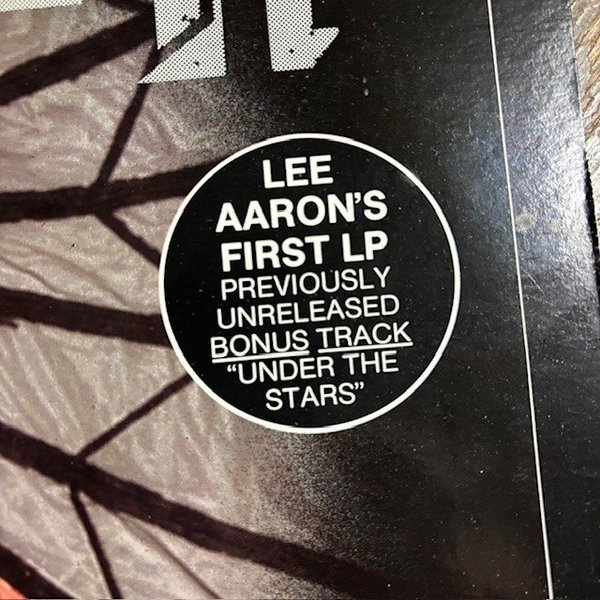 LEE
AARON'S
FIRST LP
PREVIOUSLY
UNRELEASED
BONUS TRACK
“UNDER THE
STARS”